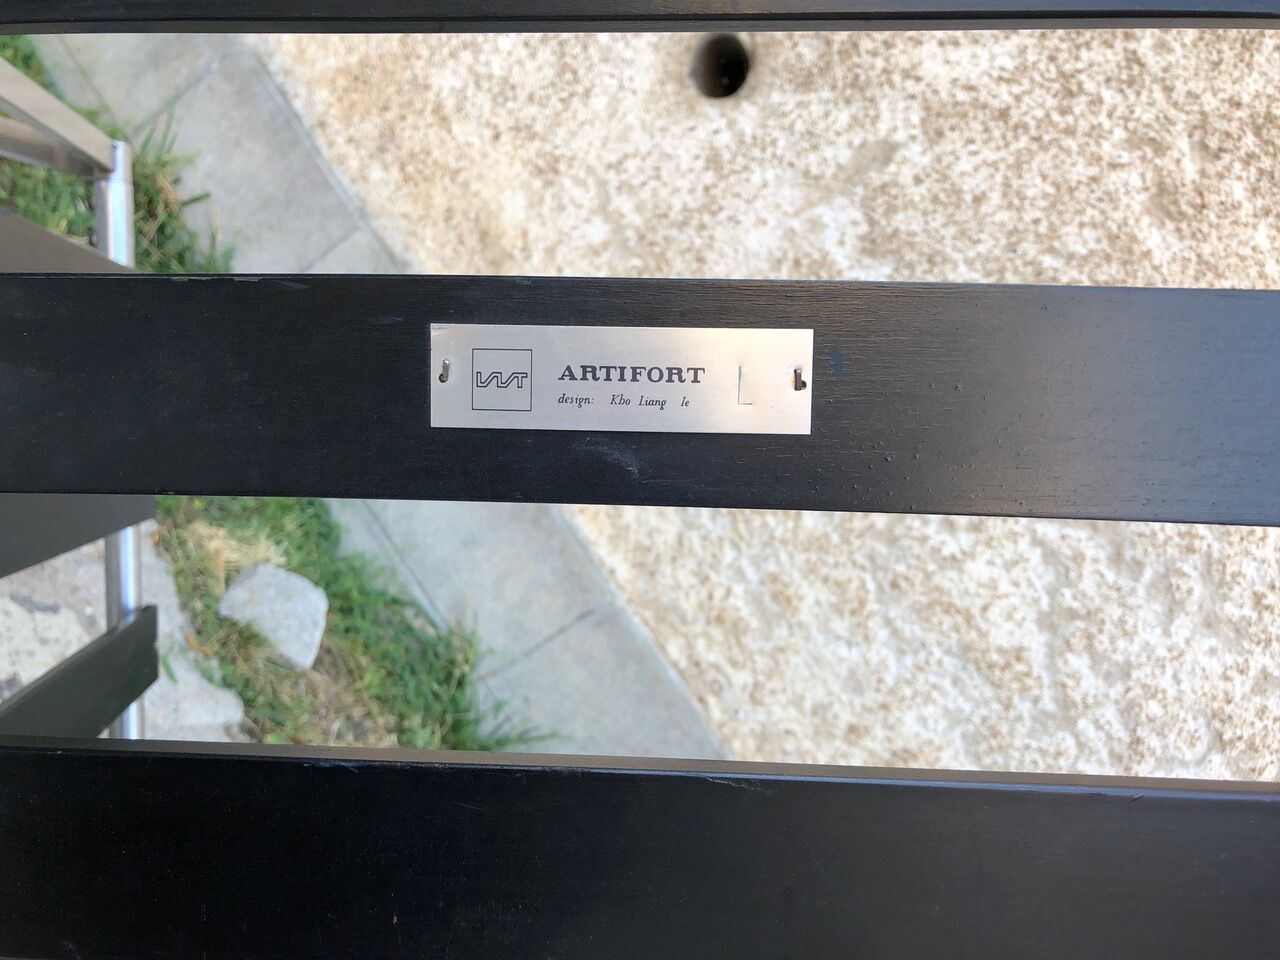 ARTIFORT
design: Kho Liang Ie
L